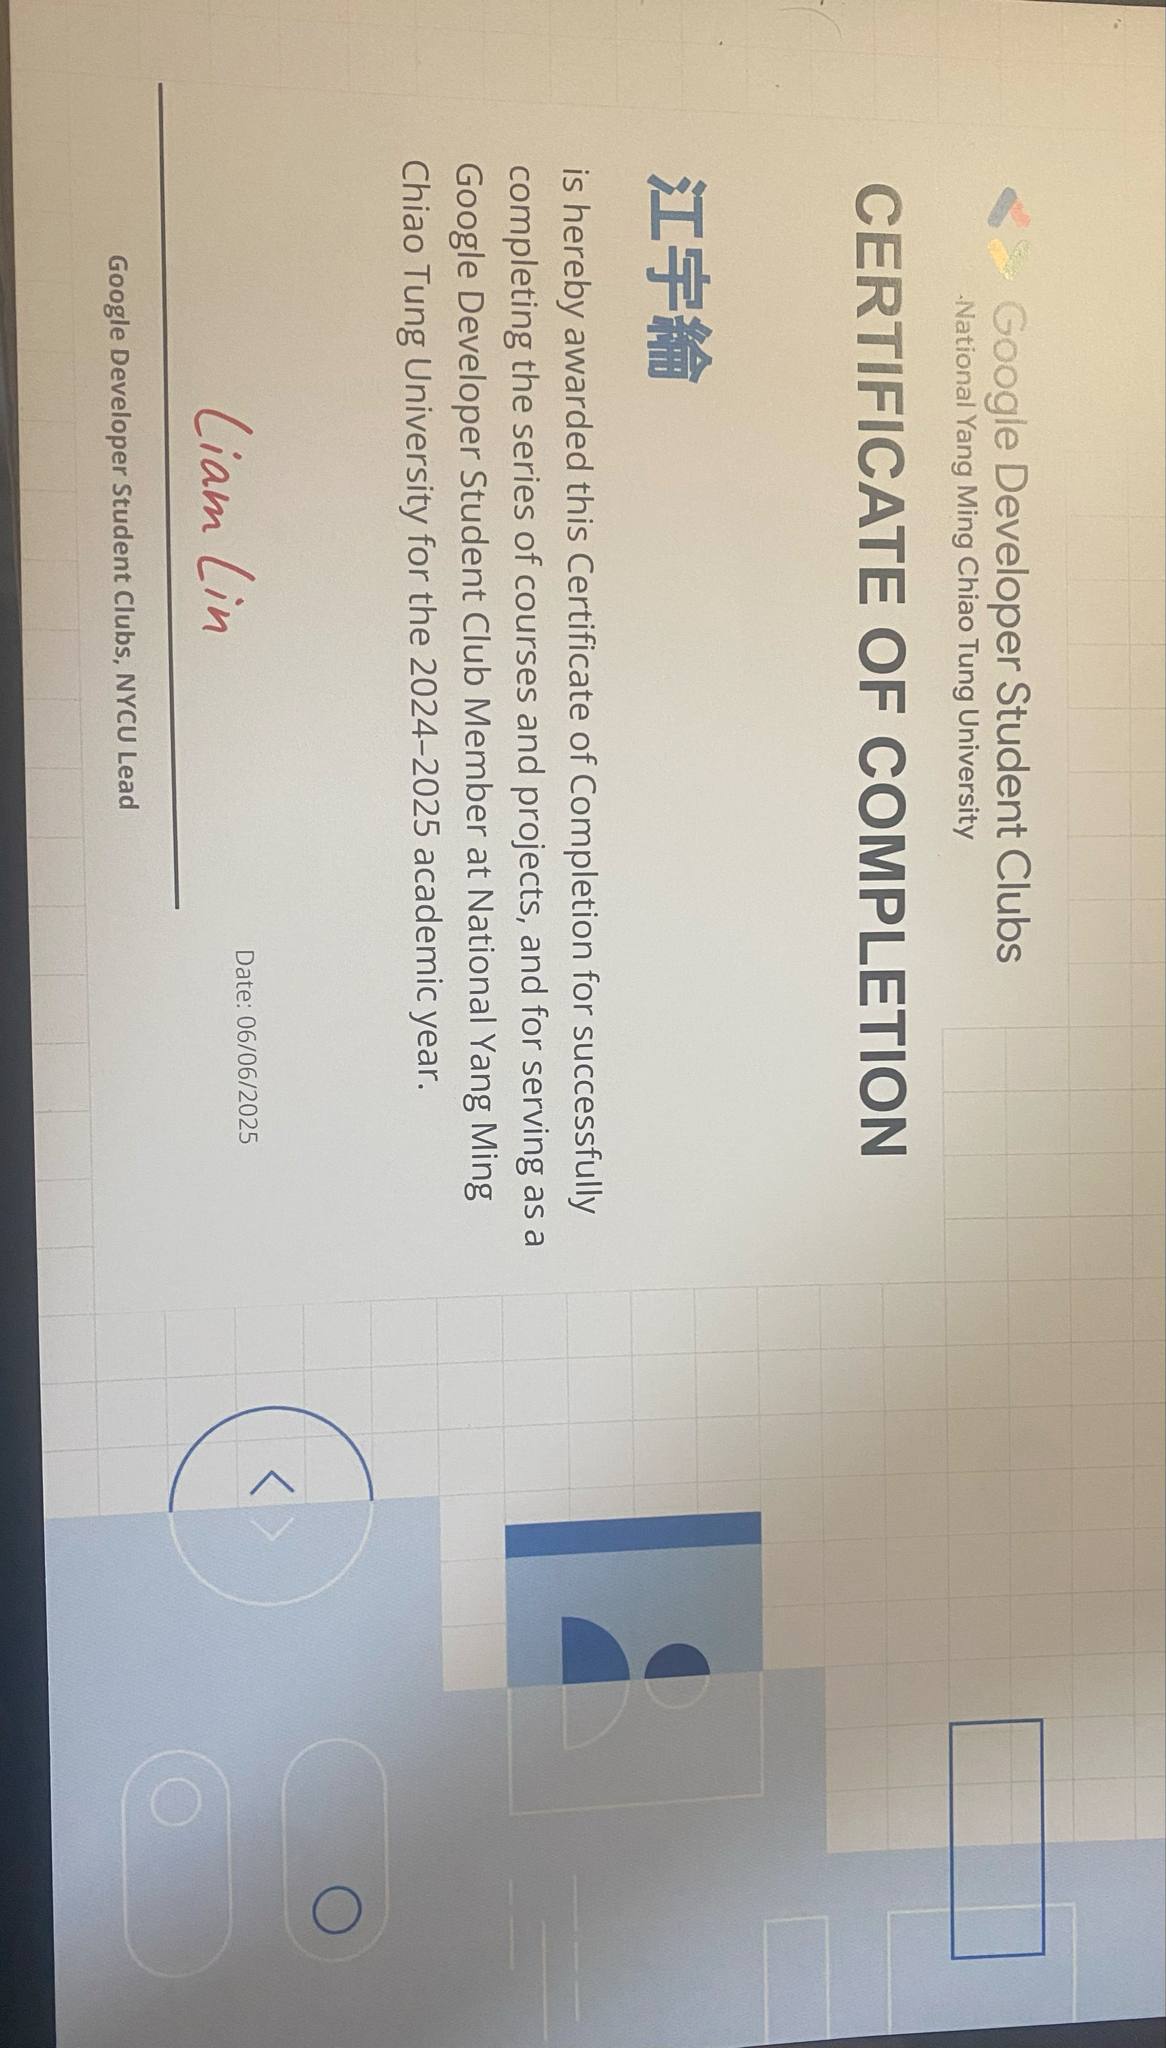 Google Developer Student Clubs
National Yang Ming Chiao Tung University
CERTIFICATE OF COMPLETION
江宇綸
is hereby awarded this Certificate of Completion for successfully
completing the series of courses and projects, and for serving as a
Google Developer Student Club Member at National Yang Ming
Chiao Tung University for the 2024–2025 academic year.
Liam Lin
Date: 06/06/2025
Google Developer Student Clubs, NYCU Lead